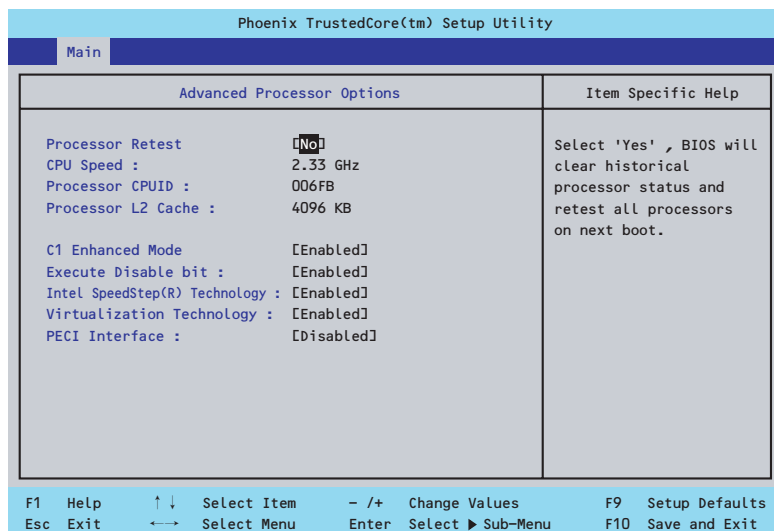 Phoenix TrustedCore(tm) Setup Utility
Main
Advanced Processor Options
Item Specific Help
Processor Retest [No]
CPU Speed : 2.33 GHz
Processor CPUID : 006FB
Processor L2 Cache : 4096 KB
C1 Enhanced Mode [Enabled]
Execute Disable bit : [Enabled]
Intel SpeedStep(R) Technology : [Enabled]
Virtualization Technology : [Enabled]
PECI Interface : [Disabled]
Select 'Yes' , BIOS will
clear historical
processor status and
retest all processors
on next boot.
F1 Help ↑↓ Select Item - /+ Change Values F9 Setup Defaults
Esc Exit ←→ Select Menu Enter Select ▶ Sub-Menu F10 Save and Exit